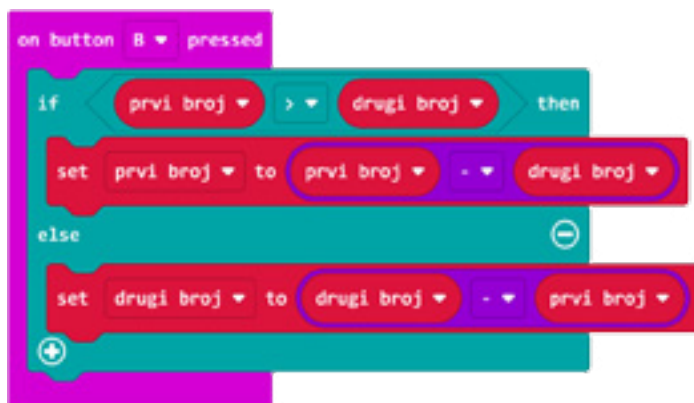 on button B pressed
if prvi broj > drugi broj then
set prvi broj to prvi broj - drugi broj
else
set drugi broj to drugi broj - prvi broj